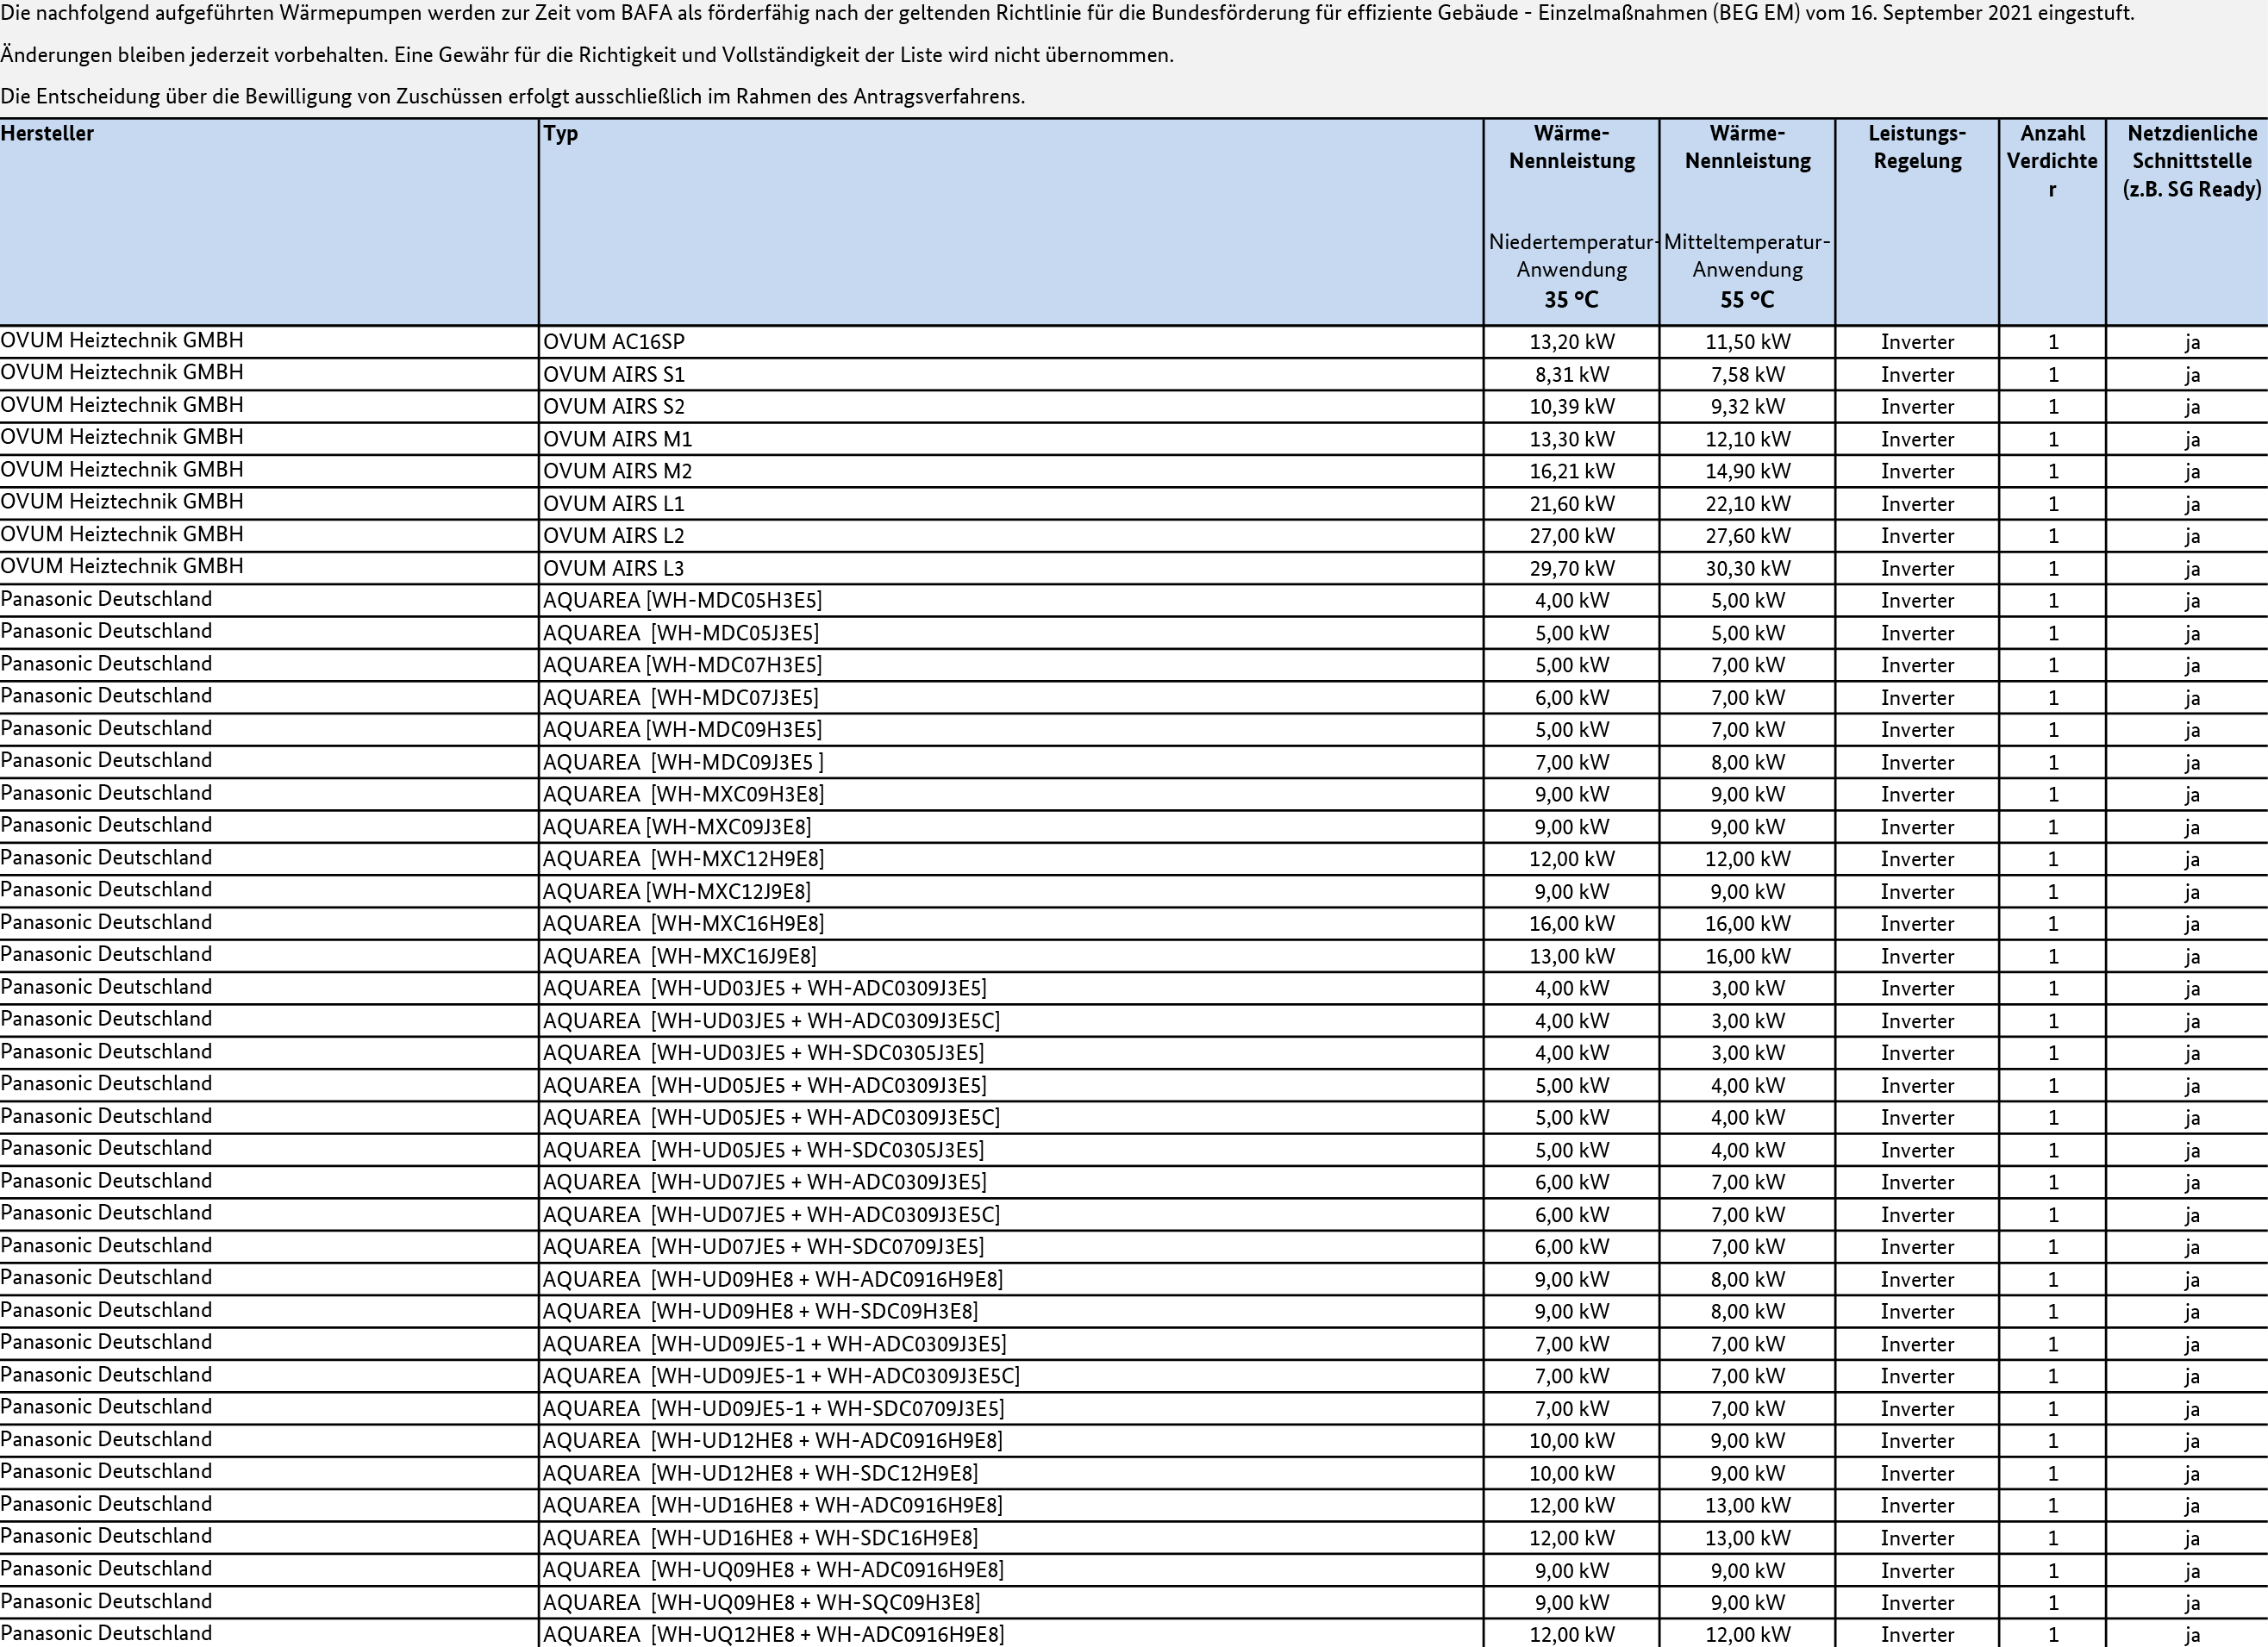 Die nachfolgend aufgeführten Wärmepumpen werden zur Zeit vom BAFA als förderfähig nach der geltenden Richtlinie für die Bundesförderung für effiziente Gebäude - Einzelmaßnahmen (BEG EM) vom 16. September 2021 eingestuft.
Änderungen bleiben jederzeit vorbehalten. Eine Gewähr für die Richtigkeit und Vollständigkeit der Liste wird nicht übernommen.
Die Entscheidung über die Bewilligung von Zuschüssen erfolgt ausschließlich im Rahmen des Antragsverfahrens.
Hersteller Typ Wärme- Wärme- Leistungs- Anzahl Netzdienliche
Nennleistung Nennleistung Regelung Verdichte Schnittstelle
r (z.B. SG Ready)
Niedertemperatur- Mitteltemperatur-
Anwendung Anwendung
35 °C 55 °C
OVUM Heiztechnik GMBH OVUM AC16SP 13,20 kW 11,50 kW Inverter 1 ja
OVUM Heiztechnik GMBH OVUM AIRS S1 8,31 kW 7,58 kW Inverter 1 ja
OVUM Heiztechnik GMBH OVUM AIRS S2 10,39 kW 9,32 kW Inverter 1 ja
OVUM Heiztechnik GMBH OVUM AIRS M1 13,30 kW 12,10 kW Inverter 1 ja
OVUM Heiztechnik GMBH OVUM AIRS M2 16,21 kW 14,90 kW Inverter 1 ja
OVUM Heiztechnik GMBH OVUM AIRS L1 21,60 kW 22,10 kW Inverter 1 ja
OVUM Heiztechnik GMBH OVUM AIRS L2 27,00 kW 27,60 kW Inverter 1 ja
OVUM Heiztechnik GMBH OVUM AIRS L3 29,70 kW 30,30 kW Inverter 1 ja
Panasonic Deutschland AQUAREA [WH-MDC05H3E5] 4,00 kW 5,00 kW Inverter 1 ja
Panasonic Deutschland AQUAREA [WH-MDC05J3E5] 5,00 kW 5,00 kW Inverter 1 ja
Panasonic Deutschland AQUAREA [WH-MDC07H3E5] 5,00 kW 7,00 kW Inverter 1 ja
Panasonic Deutschland AQUAREA [WH-MDC07J3E5] 6,00 kW 7,00 kW Inverter 1 ja
Panasonic Deutschland AQUAREA [WH-MDC09H3E5] 5,00 kW 7,00 kW Inverter 1 ja
Panasonic Deutschland AQUAREA [WH-MDC09J3E5 ] 7,00 kW 8,00 kW Inverter 1 ja
Panasonic Deutschland AQUAREA [WH-MXC09H3E8] 9,00 kW 9,00 kW Inverter 1 ja
Panasonic Deutschland AQUAREA [WH-MXC09J3E8] 9,00 kW 9,00 kW Inverter 1 ja
Panasonic Deutschland AQUAREA [WH-MXC12H9E8] 12,00 kW 12,00 kW Inverter 1 ja
Panasonic Deutschland AQUAREA [WH-MXC12J9E8] 9,00 kW 9,00 kW Inverter 1 ja
Panasonic Deutschland AQUAREA [WH-MXC16H9E8] 16,00 kW 16,00 kW Inverter 1 ja
Panasonic Deutschland AQUAREA [WH-MXC16J9E8] 13,00 kW 16,00 kW Inverter 1 ja
Panasonic Deutschland AQUAREA [WH-UD03JE5 + WH-ADC0309J3E5] 4,00 kW 3,00 kW Inverter 1 ja
Panasonic Deutschland AQUAREA [WH-UD03JE5 + WH-ADC0309J3E5C] 4,00 kW 3,00 kW Inverter 1 ja
Panasonic Deutschland AQUAREA [WH-UD03JE5 + WH-SDC0305J3E5] 4,00 kW 3,00 kW Inverter 1 ja
Panasonic Deutschland AQUAREA [WH-UD05JE5 + WH-ADC0309J3E5] 5,00 kW 4,00 kW Inverter 1 ja
Panasonic Deutschland AQUAREA [WH-UD05JE5 + WH-ADC0309J3E5C] 5,00 kW 4,00 kW Inverter 1 ja
Panasonic Deutschland AQUAREA [WH-UD05JE5 + WH-SDC0305J3E5] 5,00 kW 4,00 kW Inverter 1 ja
Panasonic Deutschland AQUAREA [WH-UD07JE5 + WH-ADC0309J3E5] 6,00 kW 7,00 kW Inverter 1 ja
Panasonic Deutschland AQUAREA [WH-UD07JE5 + WH-ADC0309J3E5C] 6,00 kW 7,00 kW Inverter 1 ja
Panasonic Deutschland AQUAREA [WH-UD07JE5 + WH-SDC0709J3E5] 6,00 kW 7,00 kW Inverter 1 ja
Panasonic Deutschland AQUAREA [WH-UD09HE8 + WH-ADC0916H9E8] 9,00 kW 8,00 kW Inverter 1 ja
Panasonic Deutschland AQUAREA [WH-UD09HE8 + WH-SDC09H3E8] 9,00 kW 8,00 kW Inverter 1 ja
Panasonic Deutschland AQUAREA [WH-UD09JE5-1 + WH-ADC0309J3E5] 7,00 kW 7,00 kW Inverter 1 ja
Panasonic Deutschland AQUAREA [WH-UD09JE5-1 + WH-ADC0309J3E5C] 7,00 kW 7,00 kW Inverter 1 ja
Panasonic Deutschland AQUAREA [WH-UD09JE5-1 + WH-SDC0709J3E5] 7,00 kW 7,00 kW Inverter 1 ja
Panasonic Deutschland AQUAREA [WH-UD12HE8 + WH-ADC0916H9E8] 10,00 kW 9,00 kW Inverter 1 ja
Panasonic Deutschland AQUAREA [WH-UD12HE8 + WH-SDC12H9E8] 10,00 kW 9,00 kW Inverter 1 ja
Panasonic Deutschland AQUAREA [WH-UD16HE8 + WH-ADC0916H9E8] 12,00 kW 13,00 kW Inverter 1 ja
Panasonic Deutschland AQUAREA [WH-UD16HE8 + WH-SDC16H9E8] 12,00 kW 13,00 kW Inverter 1 ja
Panasonic Deutschland AQUAREA [WH-UQ09HE8 + WH-ADC0916H9E8] 9,00 kW 9,00 kW Inverter 1 ja
Panasonic Deutschland AQUAREA [WH-UQ09HE8 + WH-SQC09H3E8] 9,00 kW 9,00 kW Inverter 1 ja
Panasonic Deutschland AQUAREA [WH-UQ12HE8 + WH-ADC0916H9E8] 12,00 kW 12,00 kW Inverter 1 ja